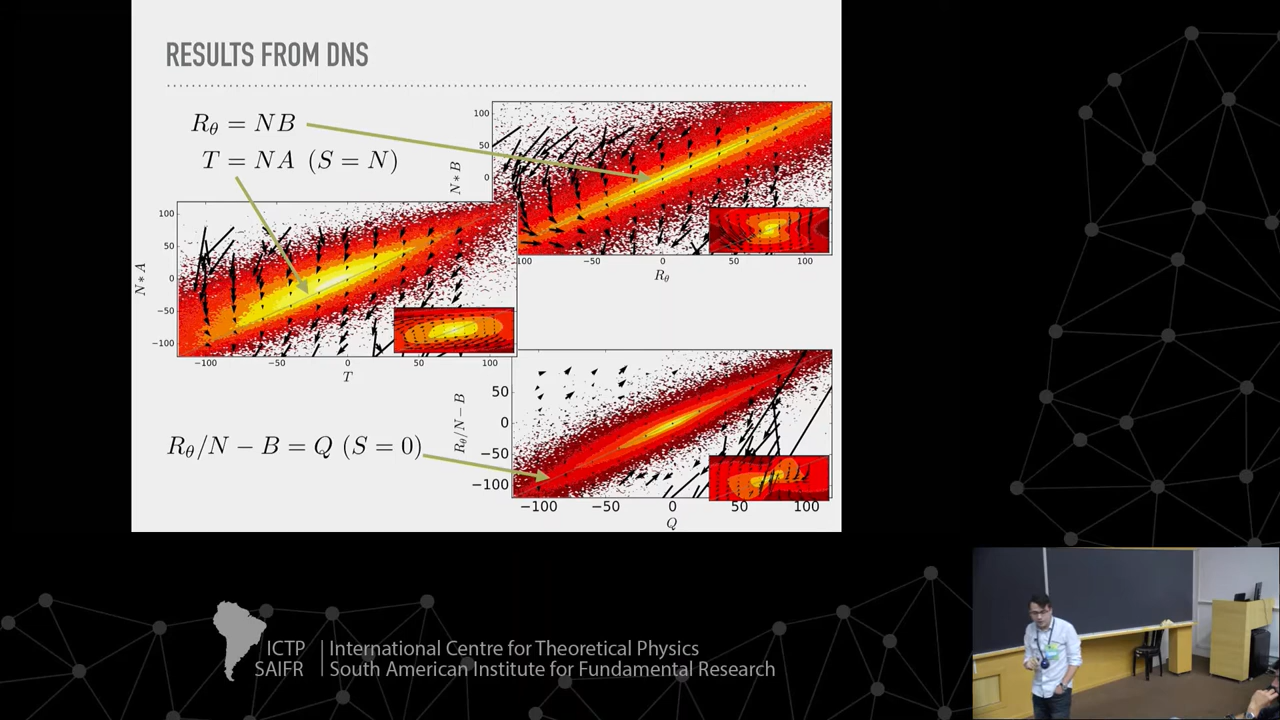 RESULTS FROM DNS
R_θ = NB
T = NA (S = N)
R_θ/N − B = Q (S = 0)
N * B
100
50
0
100
−50
0
50
100
R_θ
N * A
100
50
0
−50
−100
−100
−50
0
50
100
T
R_θ/N − B
50
0
−50
−100
−100
−50
0
50
100
Q
ICTP
SAIFR
International Centre for Theoretical Physics
South American Institute for Fundamental Research